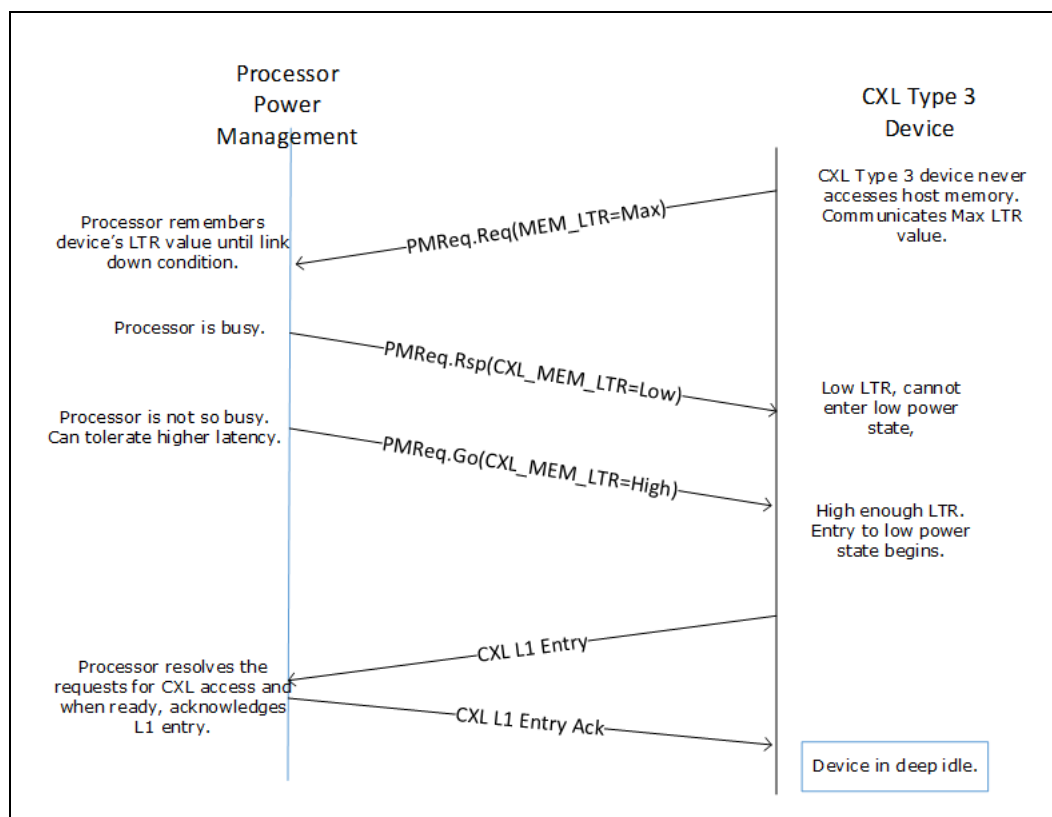 Processor
Power
Management
CXL Type 3
Device
CXL Type 3 device never
accesses host memory.
Communicates Max LTR
value.
PMReq.Req(MEM_LTR=Max)
Processor remembers
device's LTR value until link
down condition.
Processor is busy.
PMReq.Rsp(CXL_MEM_LTR=Low)
Low LTR, cannot
enter low power
state,
Processor is not so busy.
Can tolerate higher latency.
PMReq.Go(CXL_MEM_LTR=High)
High enough LTR.
Entry to low power
state begins.
CXL L1 Entry
Processor resolves the
requests for CXL access and
when ready, acknowledges
L1 entry.
CXL L1 Entry Ack
Device in deep idle.